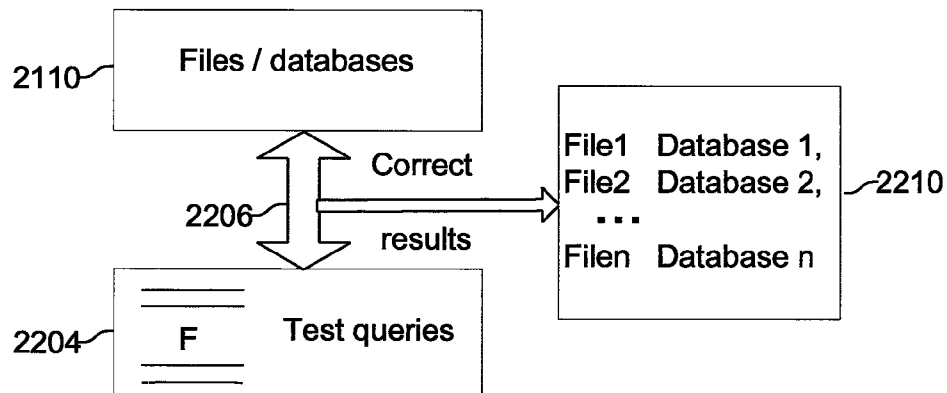 2110
Files / databases
Correct
2206
results
File1 Database 1,
File2 Database 2,
...
Filen Database n
2210
2204
F
Test queries